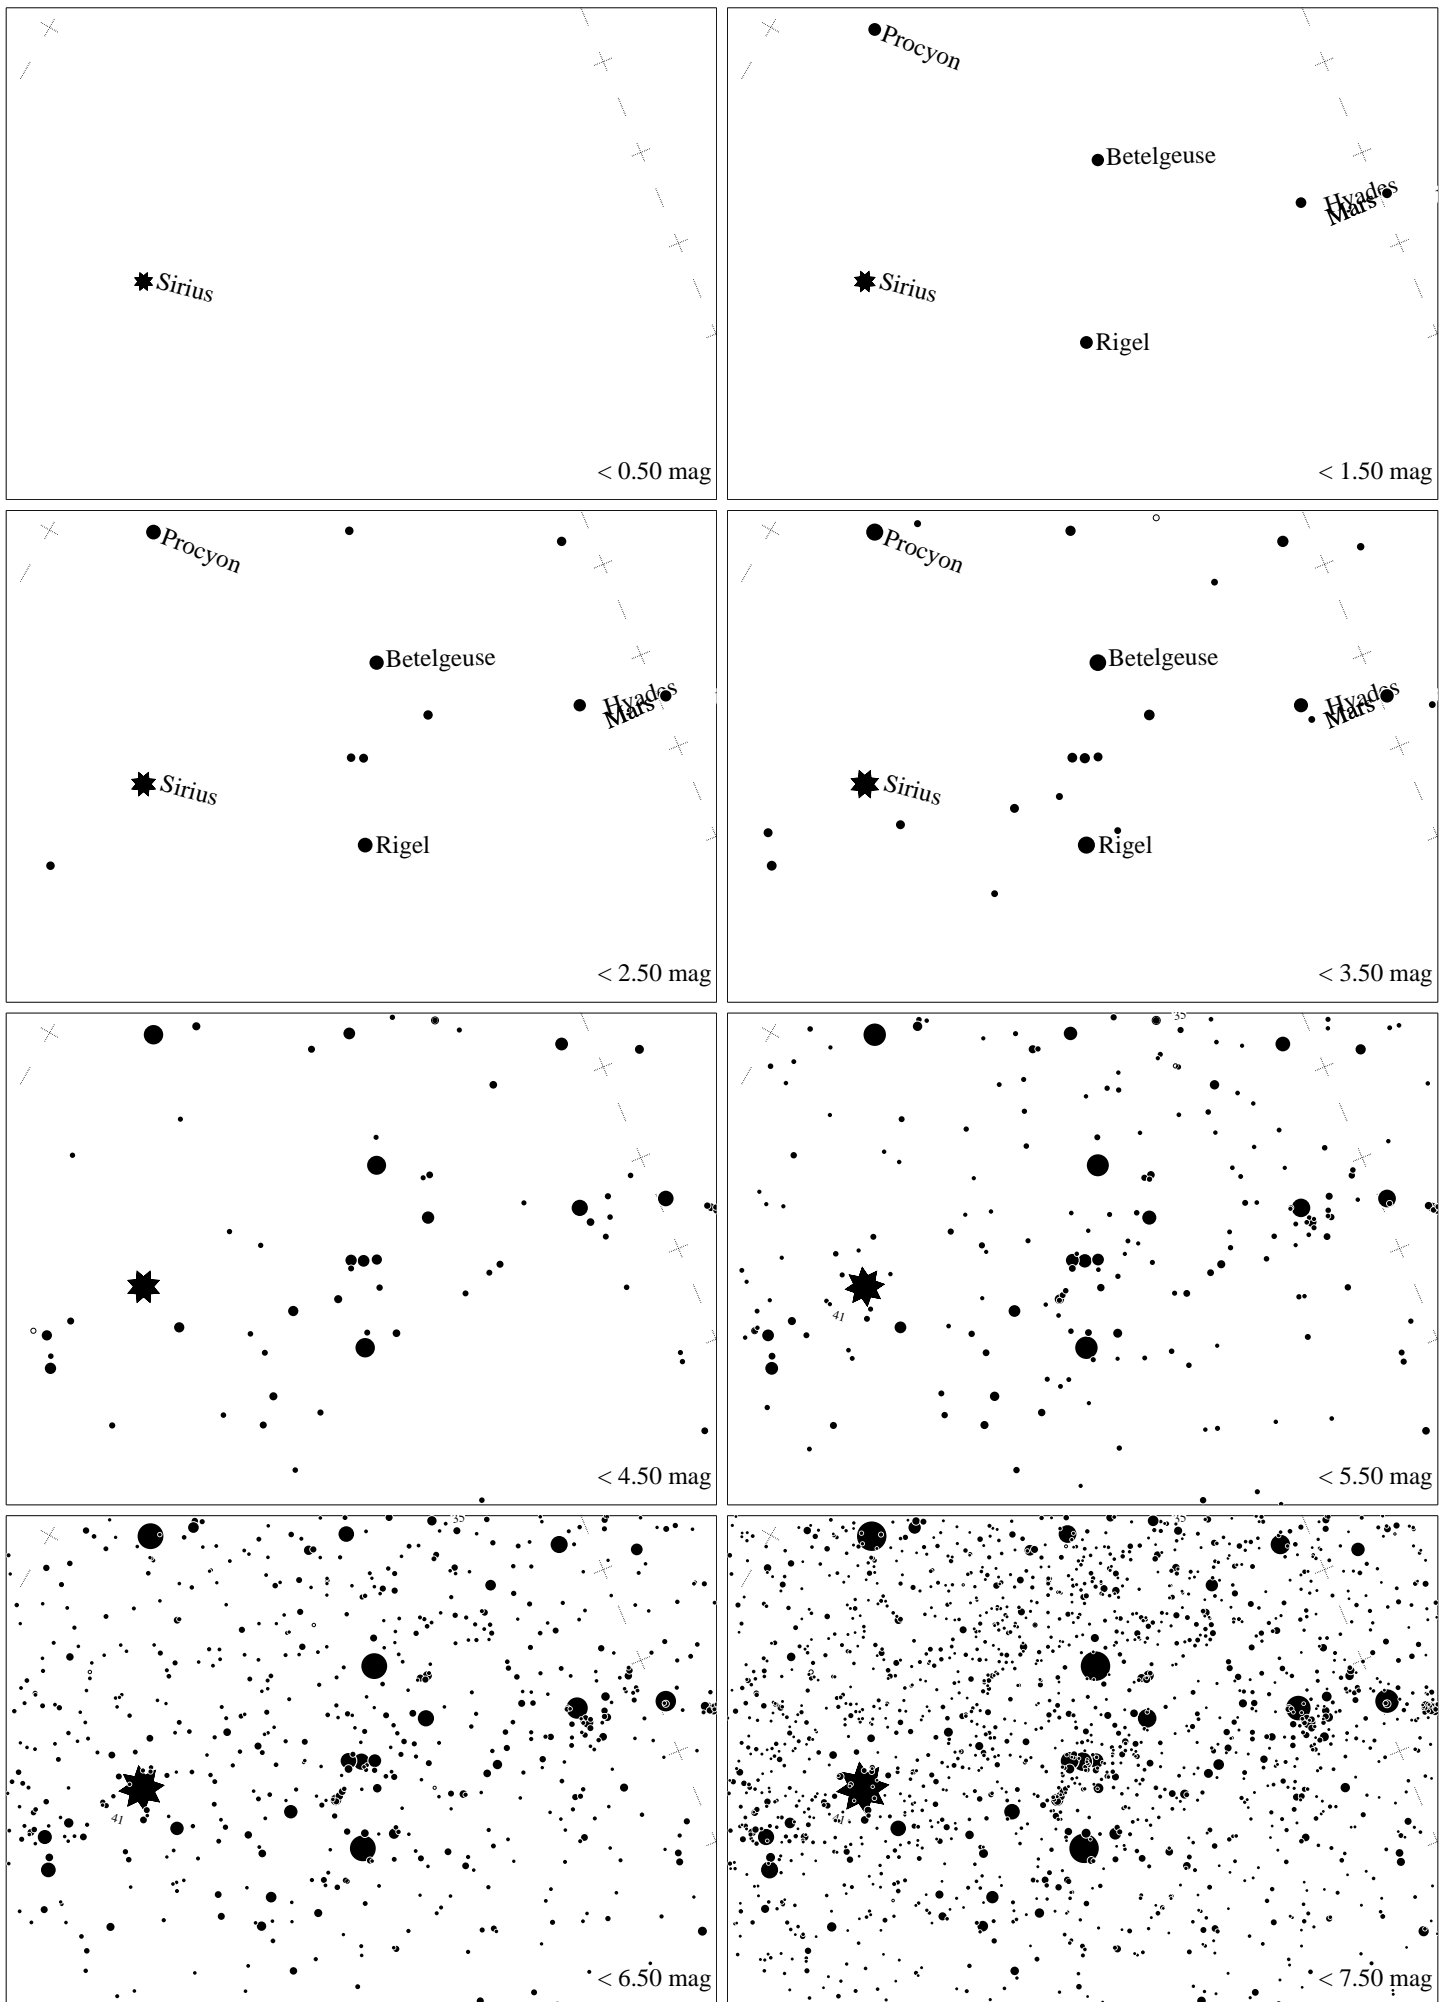 Sirius
< 0.50 mag
Procyon
Betelgeuse
Hyades
Mars
Sirius
Rigel
< 1.50 mag
Procyon
Betelgeuse
Hyades
Mars
Sirius
Rigel
< 2.50 mag
Procyon
Betelgeuse
Hyades
Mars
Sirius
Rigel
< 3.50 mag
< 4.50 mag
35
41
< 5.50 mag
35
41
< 6.50 mag
35
41
< 7.50 mag